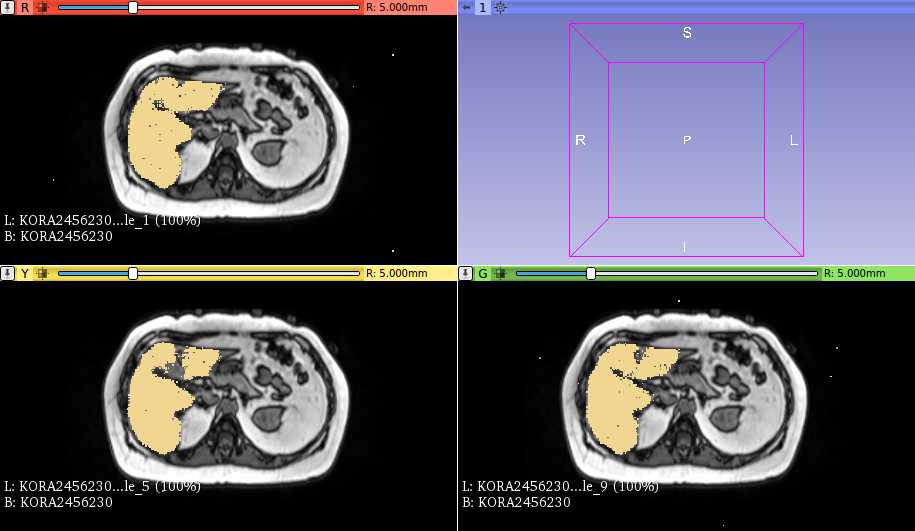 R R: 5.000mm
L: KORA2456230...le_1 (100%)
B: KORA2456230
1
S
R P L
I
Y R: 5.000mm
L: KORA2456230...le_5 (100%)
B: KORA2456230
G R: 5.000mm
L: KORA2456230...le_9 (100%)
B: KORA2456230